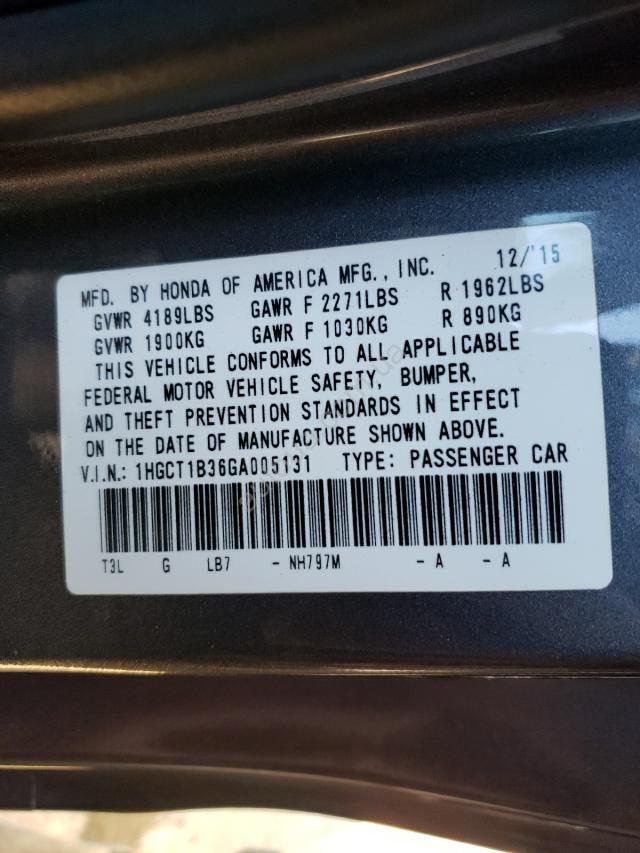 MFD. BY HONDA OF AMERICA MFG., INC. 12/'15
GVWR 4189LBS GAWR F 2271LBS R 1962LBS
GVWR 1900KG GAWR F 1030KG R 890KG
THIS VEHICLE CONFORMS TO ALL APPLICABLE
FEDERAL MOTOR VEHICLE SAFETY, BUMPER,
AND THEFT PREVENTION STANDARDS IN EFFECT
ON THE DATE OF MANUFACTURE SHOWN ABOVE.
V.I.N.: 1HGCT1B36GA005131 TYPE: PASSENGER CAR
T3L G LB7 - NH797M - A - A